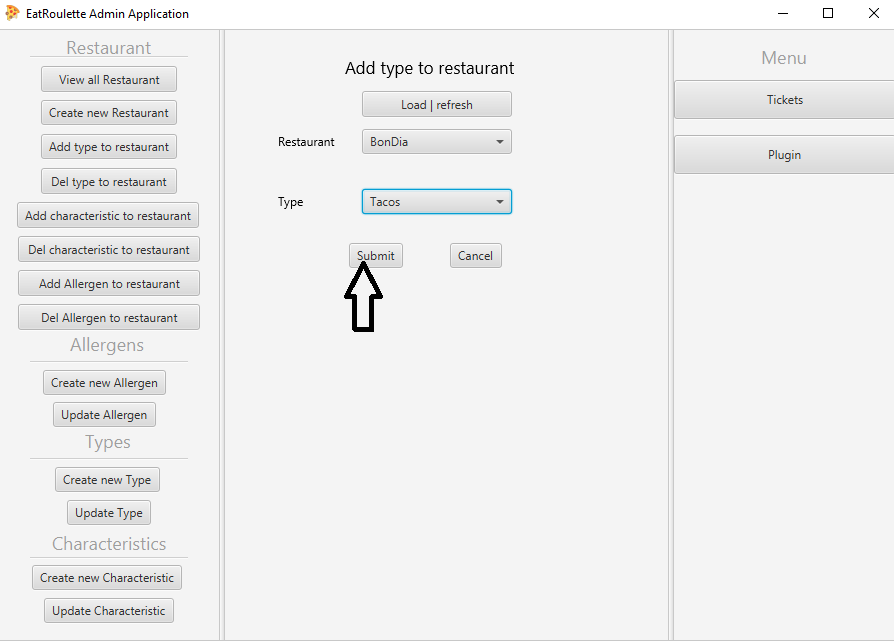 EatRoulette Admin Application
Restaurant
View all Restaurant
Create new Restaurant
Add type to restaurant
Del type to restaurant
Add characteristic to restaurant
Del characteristic to restaurant
Add Allergen to restaurant
Del Allergen to restaurant
Allergens
Create new Allergen
Update Allergen
Types
Create new Type
Update Type
Characteristics
Create new Characteristic
Update Characteristic
Add type to restaurant
Load | refresh
Restaurant BonDia
Type Tacos
Submit Cancel
Menu
Tickets
Plugin